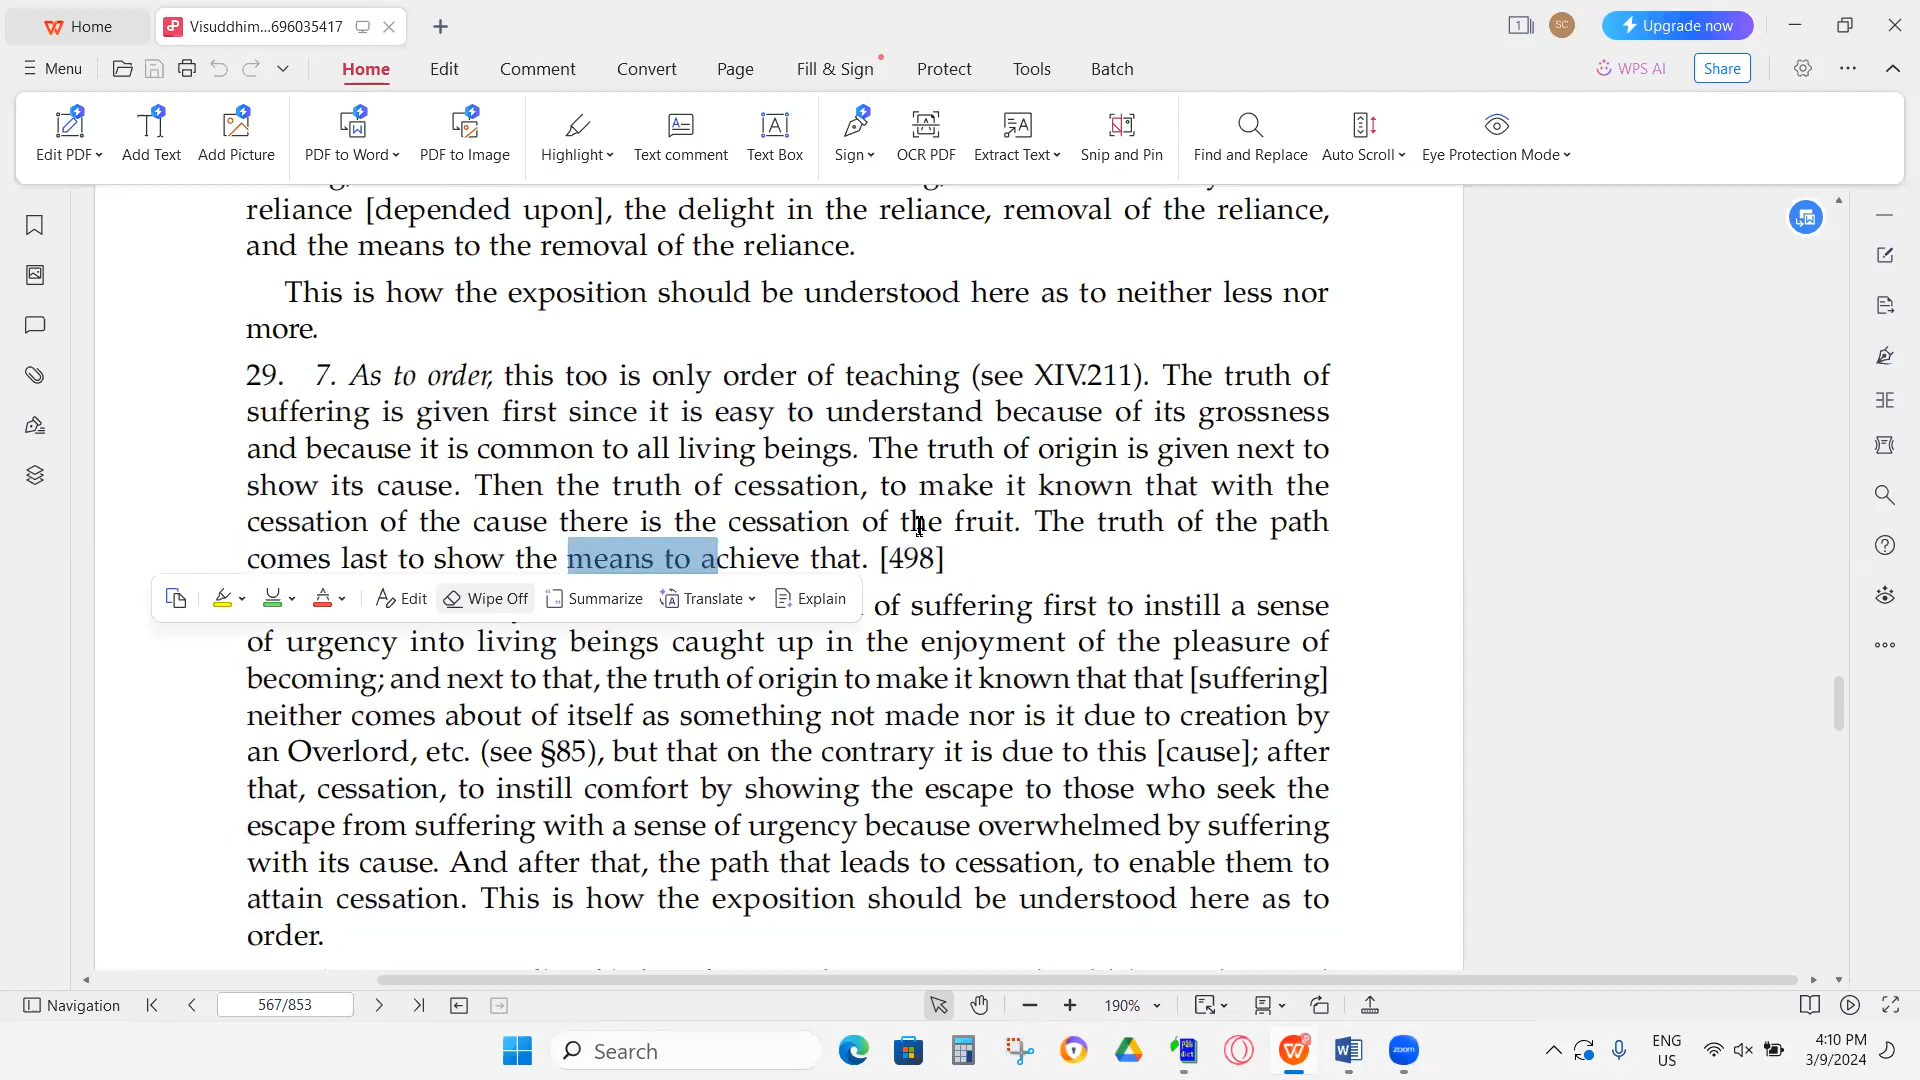 Home
Visuddhim...696035417
1
SC
Upgrade now
Menu
Home
Edit
Comment
Convert
Page
Fill & Sign
Protect
Tools
Batch
WPS AI
Share
Edit PDF
Add Text
Add Picture
PDF to Word
PDF to Image
Highlight
Text comment
Text Box
Sign
OCR PDF
Extract Text
Snip and Pin
Find and Replace
Auto Scroll
Eye Protection Mode
reliance [depended upon], the delight in the reliance, removal of the reliance,
and the means to the removal of the reliance.
This is how the exposition should be understood here as to neither less nor
more.
29. 7. As to order, this too is only order of teaching (see XIV.211). The truth of
suffering is given first since it is easy to understand because of its grossness
and because it is common to all living beings. The truth of origin is given next to
show its cause. Then the truth of cessation, to make it known that with the
cessation of the cause there is the cessation of the fruit. The truth of the path
comes last to show the means to achieve that. [498]
Edit
Wipe Off
Summarize
Translate
Explain
of suffering first to instill a sense
of urgency into living beings caught up in the enjoyment of the pleasure of
becoming; and next to that, the truth of origin to make it known that that [suffering]
neither comes about of itself as something not made nor is it due to creation by
an Overlord, etc. (see §85), but that on the contrary it is due to this [cause]; after
that, cessation, to instill comfort by showing the escape to those who seek the
escape from suffering with a sense of urgency because overwhelmed by suffering
with its cause. And after that, the path that leads to cessation, to enable them to
attain cessation. This is how the exposition should be understood here as to
order.
Navigation
567/853
190%
Search
zoom
ENG
US
4:10 PM
3/9/2024